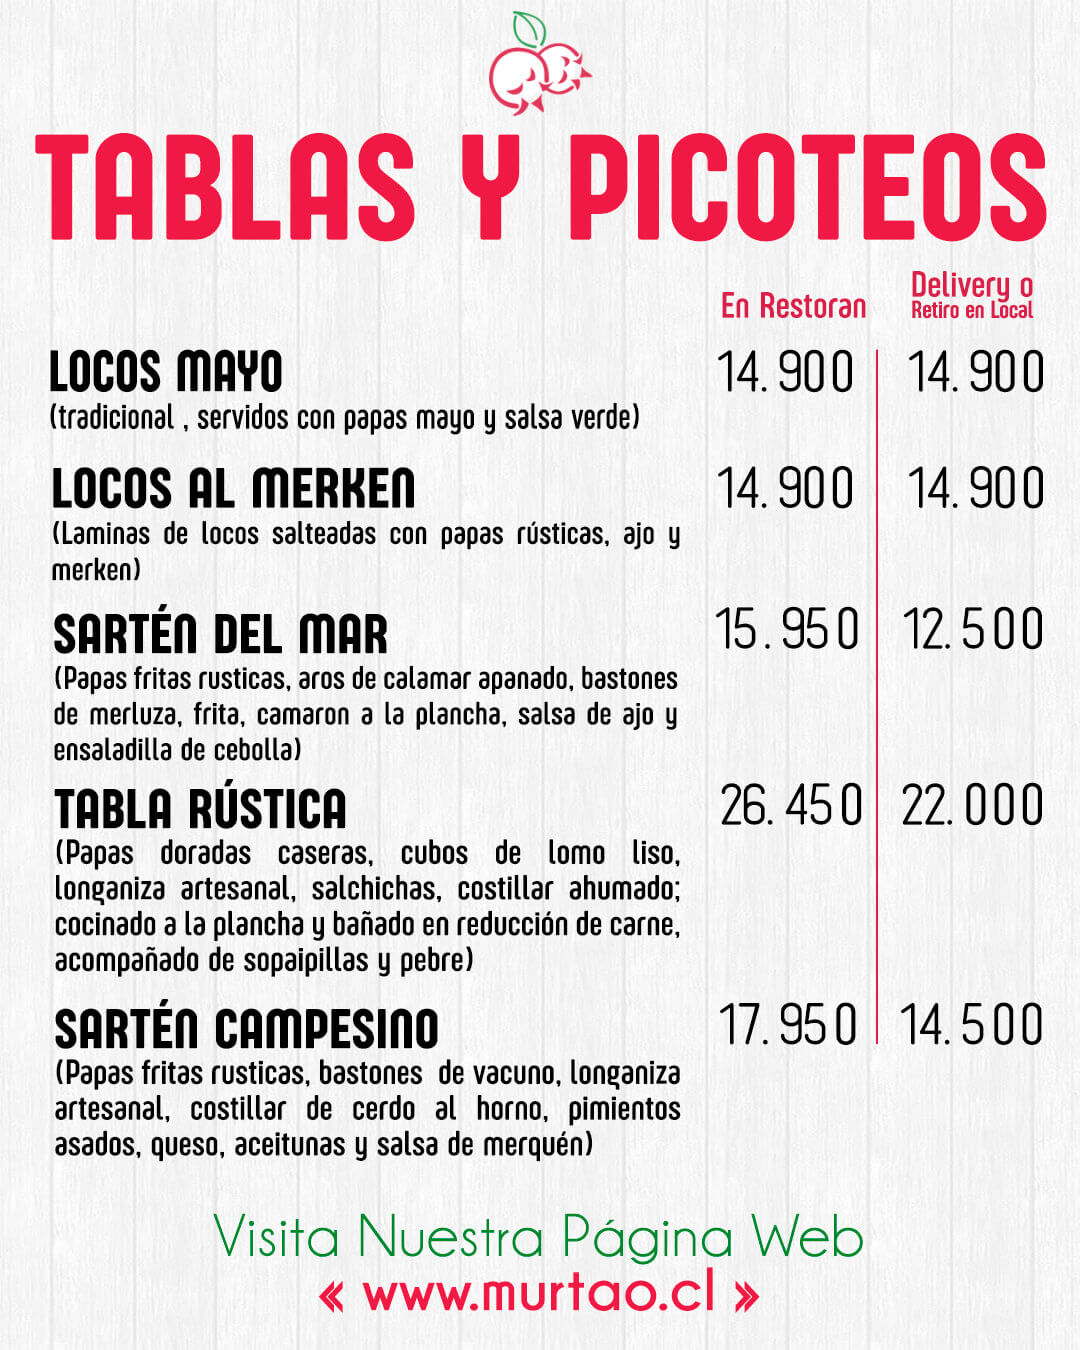 TABLAS Y PICOTEOS
En Restoran
Delivery o
Retiro en Local
LOCOS MAYO 14.900 14.900
(tradicional , servidos con papas mayo y salsa verde)
LOCOS AL MERKEN 14.900 14.900
(Laminas de locos salteadas con papas rústicas, ajo y
merken)
SARTÉN DEL MAR 15.950 12.500
(Papas fritas rusticas, aros de calamar apanado, bastones
de merluza, frita, camaron a la plancha, salsa de ajo y
ensaladilla de cebolla)
TABLA RÚSTICA 26.450 22.000
(Papas doradas caseras, cubos de lomo liso,
longaniza artesanal, salchichas, costillar ahumado;
cocinado a la plancha y bañado en reducción de carne,
acompañado de sopaipillas y pebre)
SARTÉN CAMPESINO 17.950 14.500
(Papas fritas rusticas, bastones de vacuno, longaniza
artesanal, costillar de cerdo al horno, pimientos
asados, queso, aceitunas y salsa de merquén)
Visita Nuestra Página Web
« www.murtao.cl »